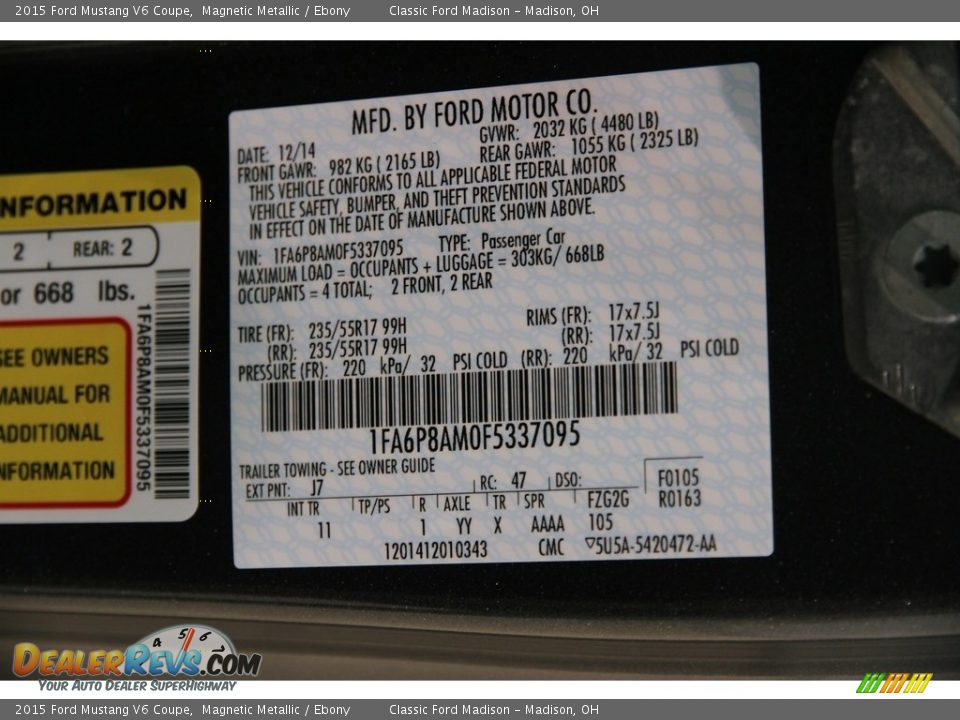 2015 Ford Mustang V6 Coupe, Magnetic Metallic / Ebony Classic Ford Madison - Madison, OH
NFORMATION
2 REAR: 2
or 668 lbs.
SEE OWNERS
MANUAL FOR
ADDITIONAL
NFORMATION
1FA6P8AM0F5337095
MFD. BY FORD MOTOR CO.
DATE: 12/14 GVWR: 2032 KG ( 4480 LB)
FRONT GAWR: 982 KG ( 2165 LB) REAR GAWR: 1055 KG ( 2325 LB)
THIS VEHICLE CONFORMS TO ALL APPLICABLE FEDERAL MOTOR
VEHICLE SAFETY, BUMPER, AND THEFT PREVENTION STANDARDS
IN EFFECT ON THE DATE OF MANUFACTURE SHOWN ABOVE.
VIN: 1FA6P8AM0F5337095 TYPE: Passenger Car
MAXIMUM LOAD = OCCUPANTS + LUGGAGE = 303KG/ 668LB
OCCUPANTS = 4 TOTAL; 2 FRONT, 2 REAR
TIRE (FR): 235/55R17 99H RIMS (FR): 17x7.5J
(RR): 235/55R17 99H (RR): 17x7.5J
PRESSURE (FR): 220 kPa/ 32 PSI COLD (RR): 220 kPa/ 32 PSI COLD
1FA6P8AM0F5337095
TRAILER TOWING - SEE OWNER GUIDE
EXT PNT: J7 RC: 47 DSO: F0105
INT TR TP/PS R AXLE TR SPR FZG2G R0163
11 1 YY X AAAA 105
1201412010343 CMC ▽5U5A-5420472-AA
4 5 6
DEALERREVS.COM
YOUR AUTO DEALER SUPERHIGHWAY
2015 Ford Mustang V6 Coupe, Magnetic Metallic / Ebony Classic Ford Madison - Madison, OH